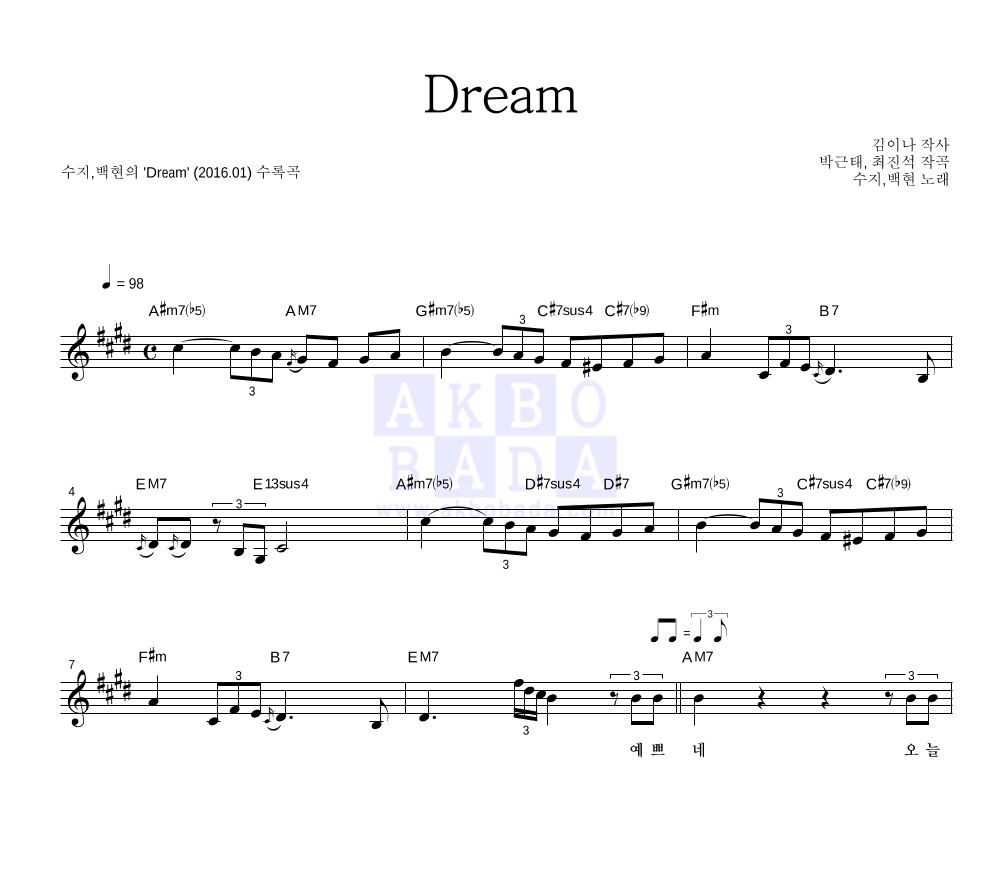 Dream
김이나 작사
박근태, 최진석 작곡
수지,백현의 'Dream' (2016.01) 수록곡
수지,백현 노래
= 98
A♯m7(♭5) AM7 G♯m7(♭5) C♯7sus4 C♯7(♭9) F♯m B7
3 3 3
AKBO
BADA
www.akbobada.com
4 EM7 E13sus4 A♯m7(♭5) D♯7sus4 D♯7 G♯m7(♭5) C♯7sus4 C♯7(♭9)
3 3 3
= 3
7 F♯m B7 EM7 AM7
3 3 3 3
예쁘 네 오늘